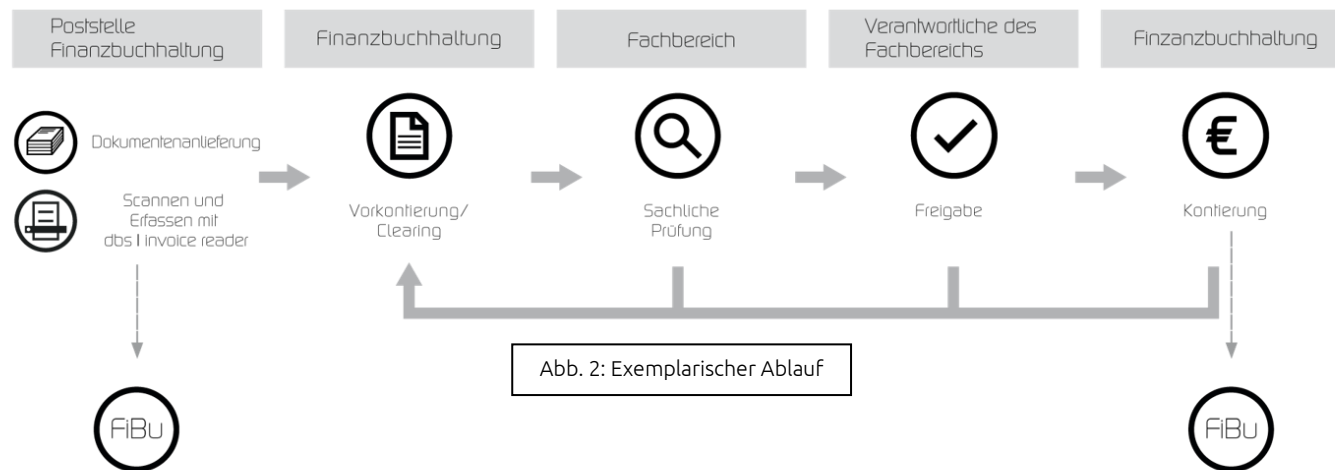 Poststelle
Finanzbuchhaltung
Finanzbuchhaltung
Fachbereich
Verantwortliche des
Fachbereichs
Finzanzbuchhaltung
Dokumentenanlieferung
Scannen und
Erfassen mit
dbs | invoice reader
Vorkontierung/
Clearing
Sachliche
Prüfung
Freigabe
€
Kontierung
Abb. 2: Exemplarischer Ablauf
FiBu
FiBu